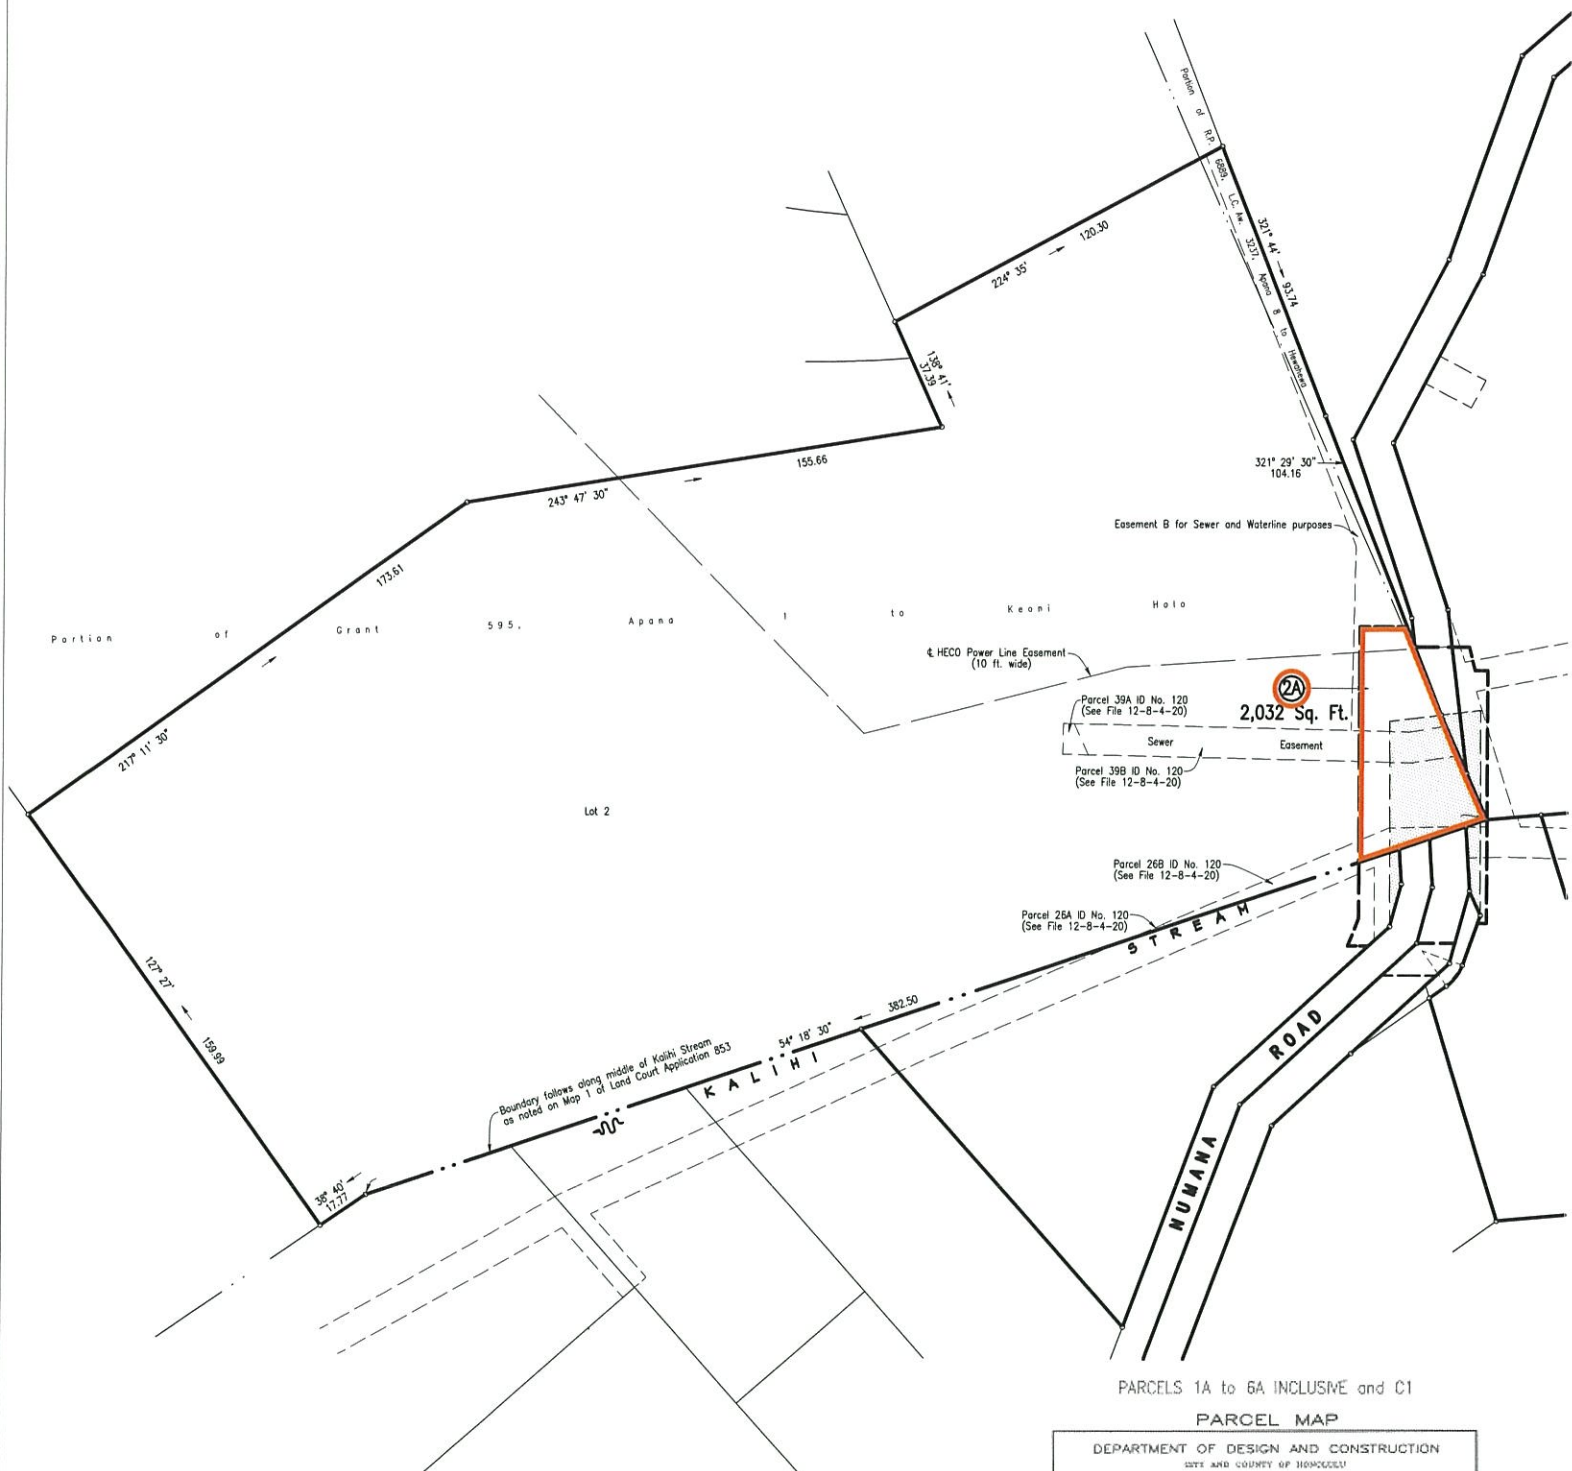 Portion of R.P. 6889, L.C. Aw. 3237, Apana 8 to Hewahewa
120.30
224° 35'
321° 44'
93.74
138° 41'
37.39
155.66
243° 47' 30"
321° 29' 30"
104.16
Easement B for Sewer and Waterline purposes
173.61
Portion of Grant 595, Apana 1 to Keoni Holo
℄ HECO Power Line Easement
(10 ft. wide)
2A
2,032 Sq. Ft.
Parcel 39A ID No. 120
(See File 12-8-4-20)
Sewer Easement
Parcel 39B ID No. 120
(See File 12-8-4-20)
217° 11' 30"
Lot 2
Parcel 26B ID No. 120
(See File 12-8-4-20)
Parcel 26A ID No. 120
(See File 12-8-4-20)
KALIHI STREAM
127° 27'
159.99
382.50
54° 18' 30"
Boundary follows along middle of Kalihi Stream
as noted on Map 1 of Land Court Application 853
38° 40'
17.77
NUMANA ROAD
PARCELS 1A to 6A INCLUSIVE and C1
PARCEL MAP
DEPARTMENT OF DESIGN AND CONSTRUCTION
CITY AND COUNTY OF HONOLULU